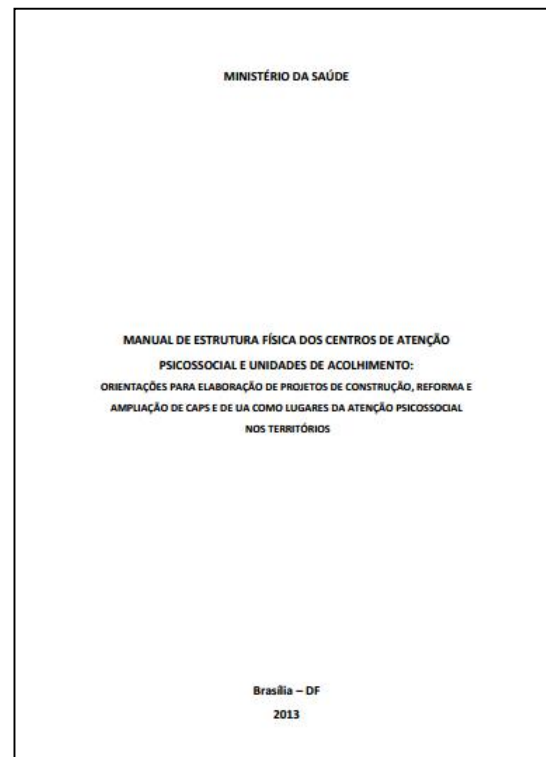 MINISTÉRIO DA SAÚDE
MANUAL DE ESTRUTURA FÍSICA DOS CENTROS DE ATENÇÃO
PSICOSSOCIAL E UNIDADES DE ACOLHIMENTO:
ORIENTAÇÕES PARA ELABORAÇÃO DE PROJETOS DE CONSTRUÇÃO, REFORMA E
AMPLIAÇÃO DE CAPS E DE UA COMO LUGARES DA ATENÇÃO PSICOSSOCIAL
NOS TERRITÓRIOS
Brasília – DF
2013